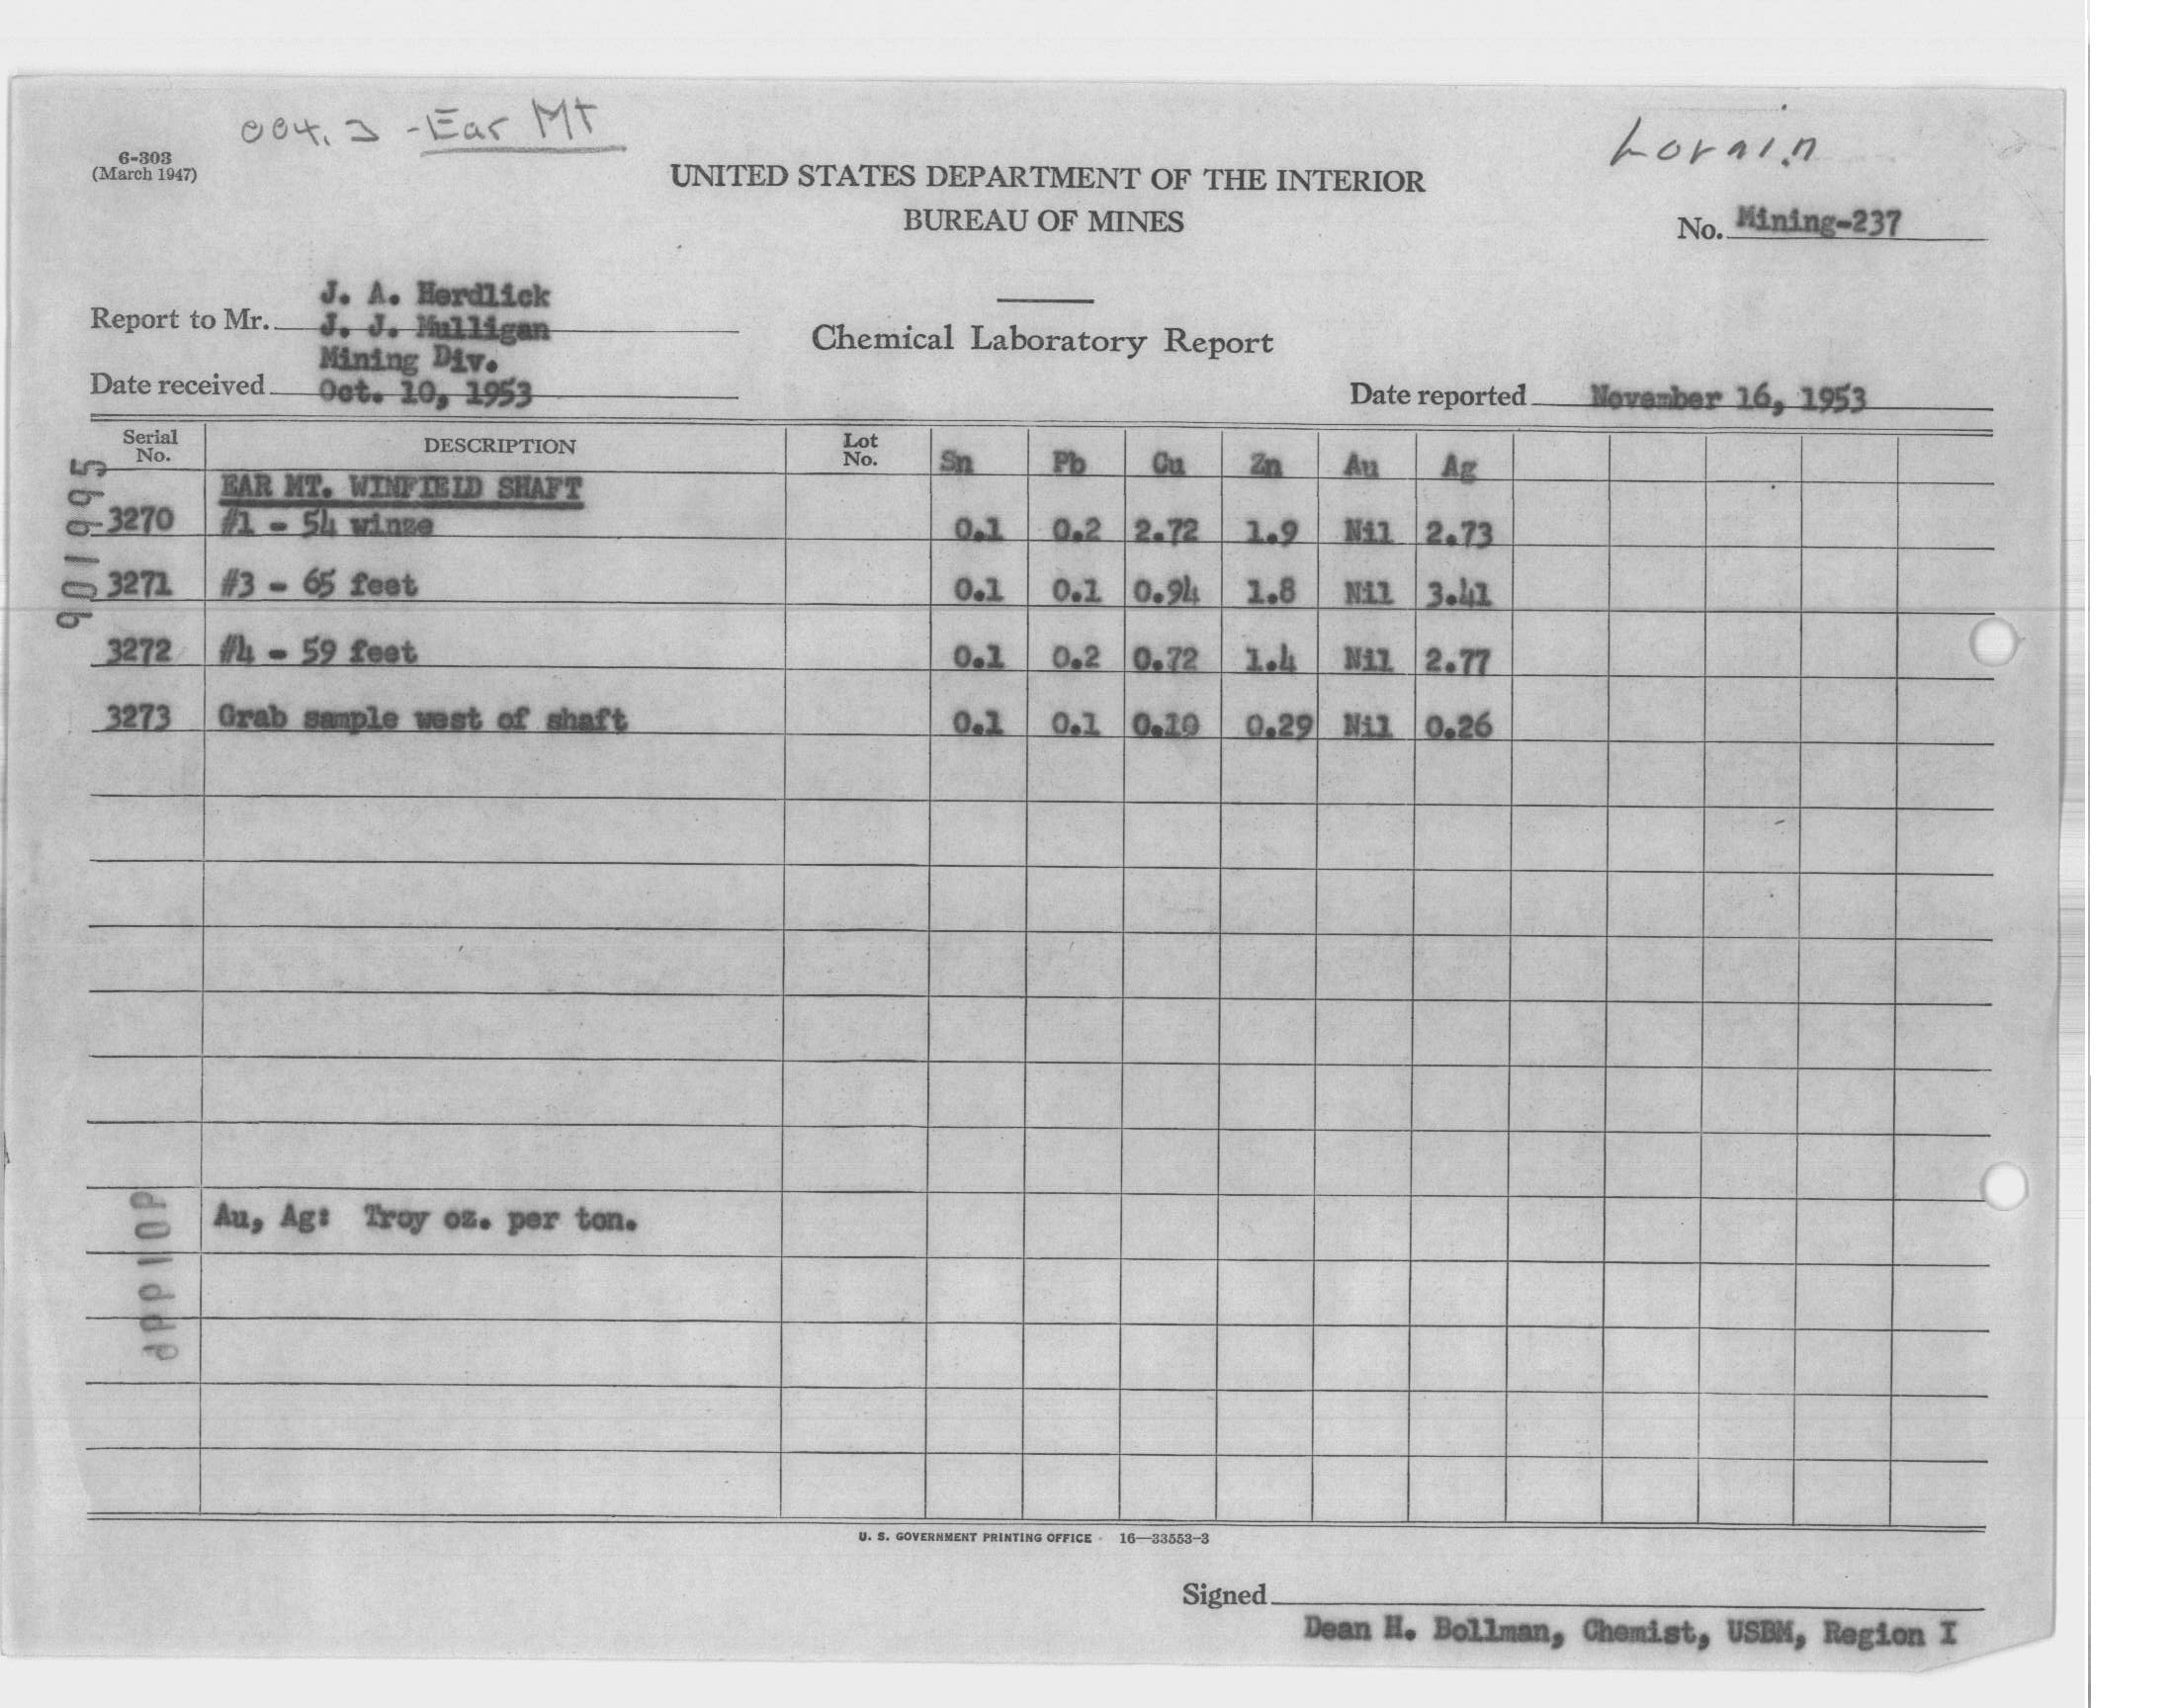 004.3 - Ear Mt
Lorain
6-303
(March 1947)
UNITED STATES DEPARTMENT OF THE INTERIOR
BUREAU OF MINES
No. Mining-237
J. A. Herdlick
Report to Mr. J. J. Mulligan
Mining Div.
Chemical Laboratory Report
Date received Oct. 10, 1953
Date reported November 16, 1953
Serial No. DESCRIPTION Lot No. Sn Pb Cu Zn Au Ag
EAR MT. WINFIELD SHAFT
3270 #1 - 54 winze 0.1 0.2 2.72 1.9 Nil 2.73
3271 #3 - 65 feet 0.1 0.1 0.94 1.8 Nil 3.41
3272 #4 - 59 feet 0.1 0.2 0.72 1.4 Nil 2.77
3273 Grab sample west of shaft 0.1 0.1 0.10 0.29 Nil 0.26
Au, Ag: Troy oz. per ton.
U. S. GOVERNMENT PRINTING OFFICE 16—33553-3
Signed
Dean H. Bollman, Chemist, USBM, Region I